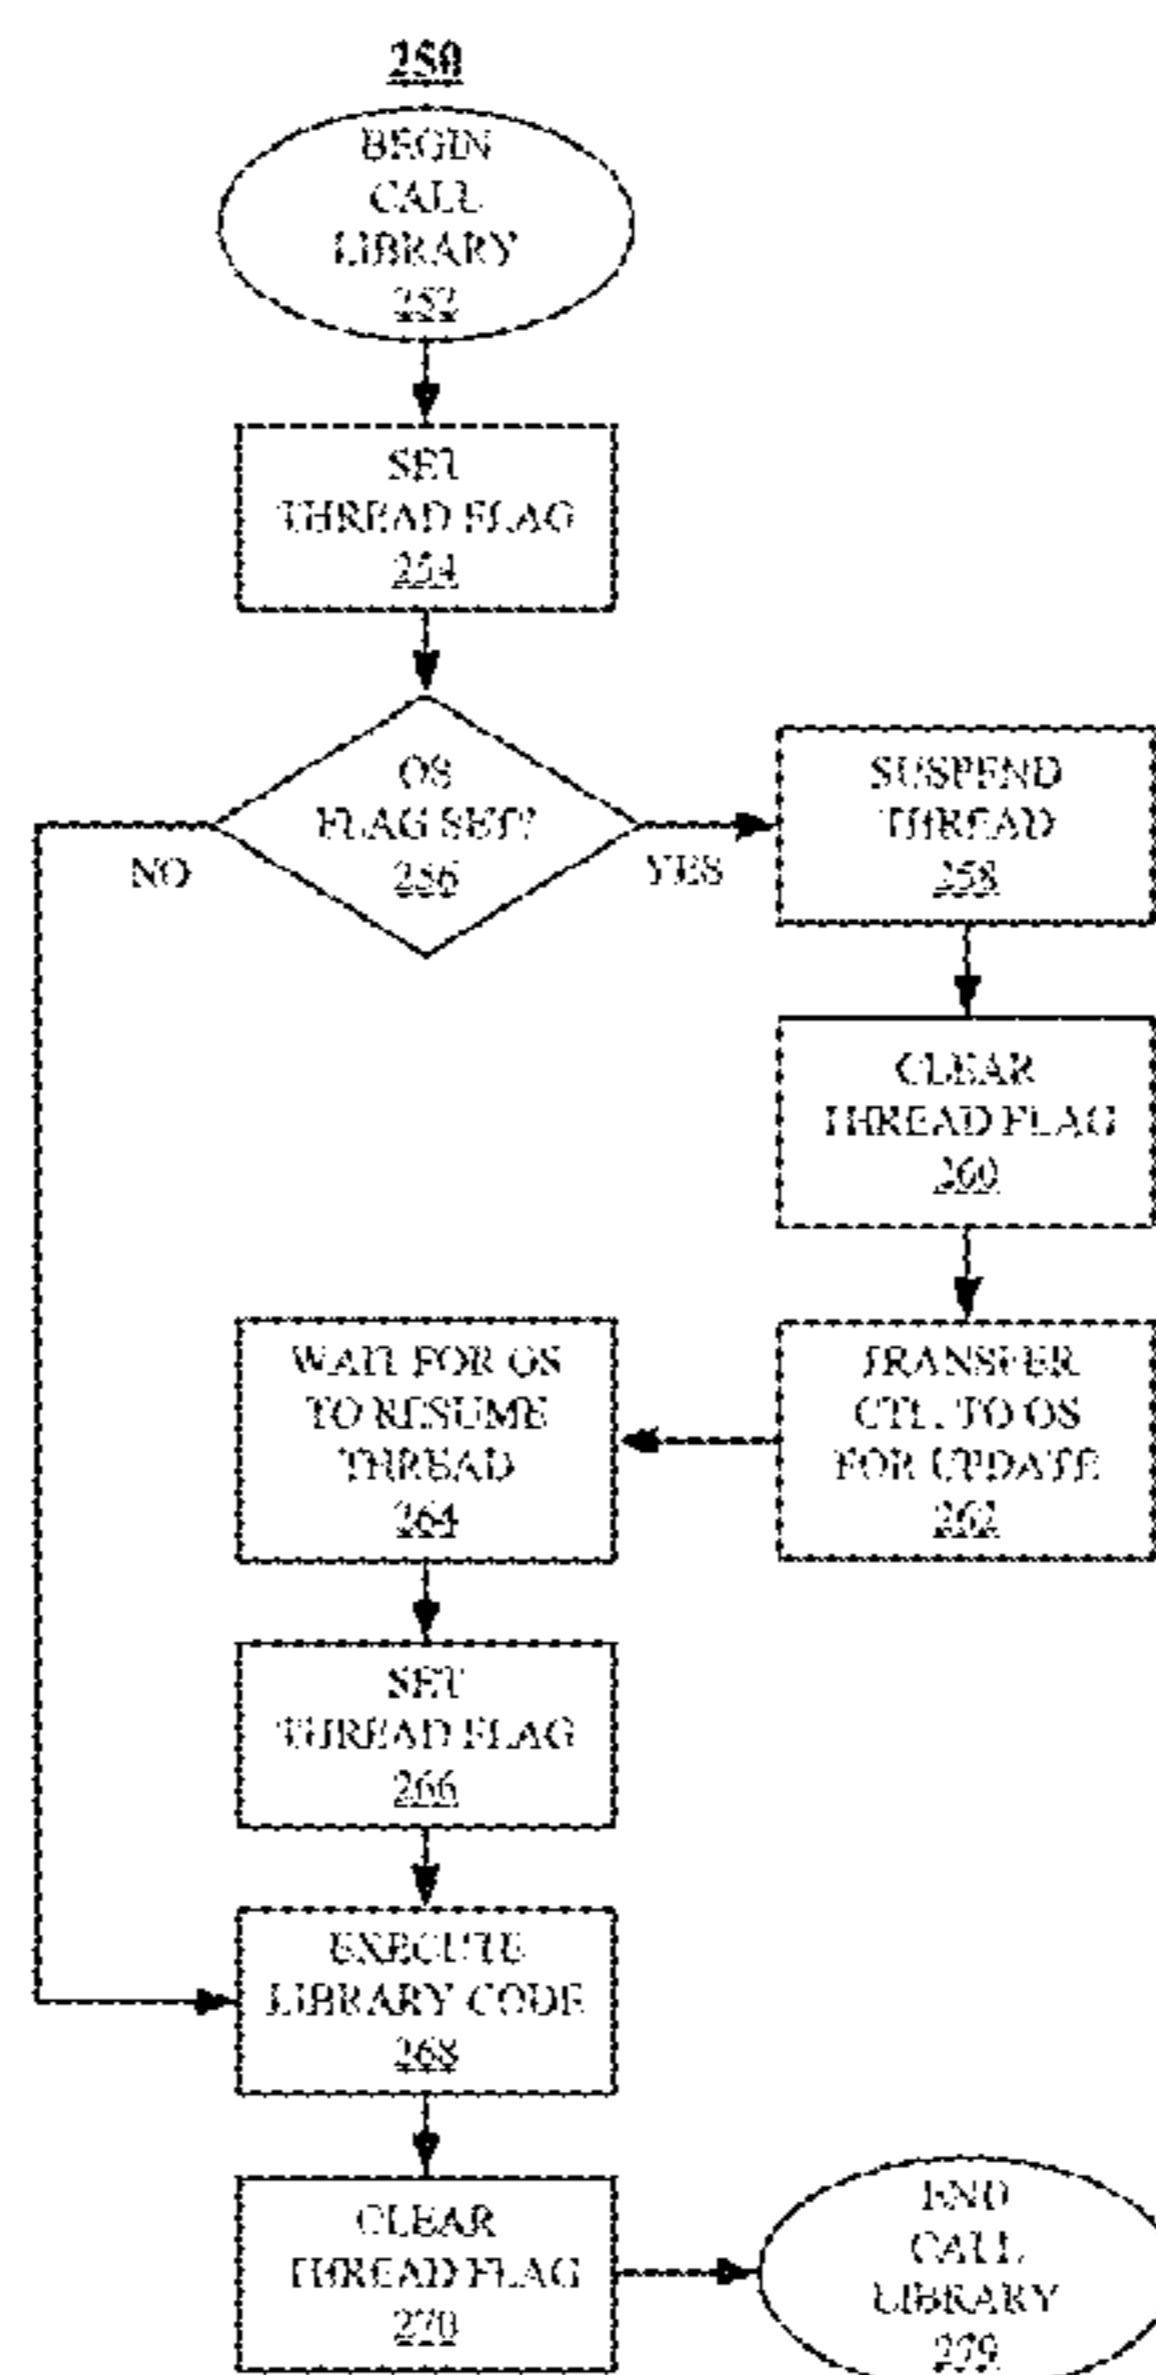 250
BEGIN
CALL
LIBRARY
252
SET
THREAD FLAG
254
OS
FLAG SET?
256
NO
YES
SUSPEND
THREAD
258
CLEAR
THREAD FLAG
260
TRANSFER
CTL. TO OS
FOR UPDATE
262
WAIT FOR OS
TO RESUME
THREAD
264
SET
THREAD FLAG
266
EXECUTE
LIBRARY CODE
268
CLEAR
THREAD FLAG
270
END
CALL
LIBRARY
279